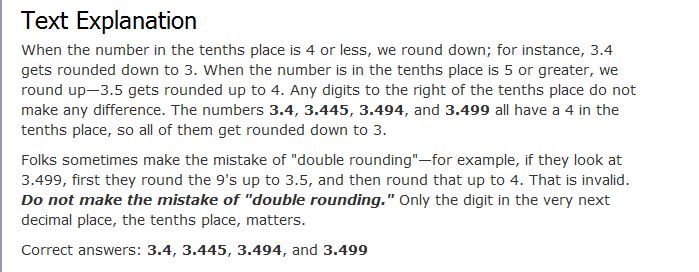 Text Explanation
When the number in the tenths place is 4 or less, we round down; for instance, 3.4
gets rounded down to 3. When the number is in the tenths place is 5 or greater, we
round up—3.5 gets rounded up to 4. Any digits to the right of the tenths place do not
make any difference. The numbers 3.4, 3.445, 3.494, and 3.499 all have a 4 in the
tenths place, so all of them get rounded down to 3.
Folks sometimes make the mistake of "double rounding"—for example, if they look at
3.499, first they round the 9's up to 3.5, and then round that up to 4. That is invalid.
Do not make the mistake of "double rounding." Only the digit in the very next
decimal place, the tenths place, matters.
Correct answers: 3.4, 3.445, 3.494, and 3.499